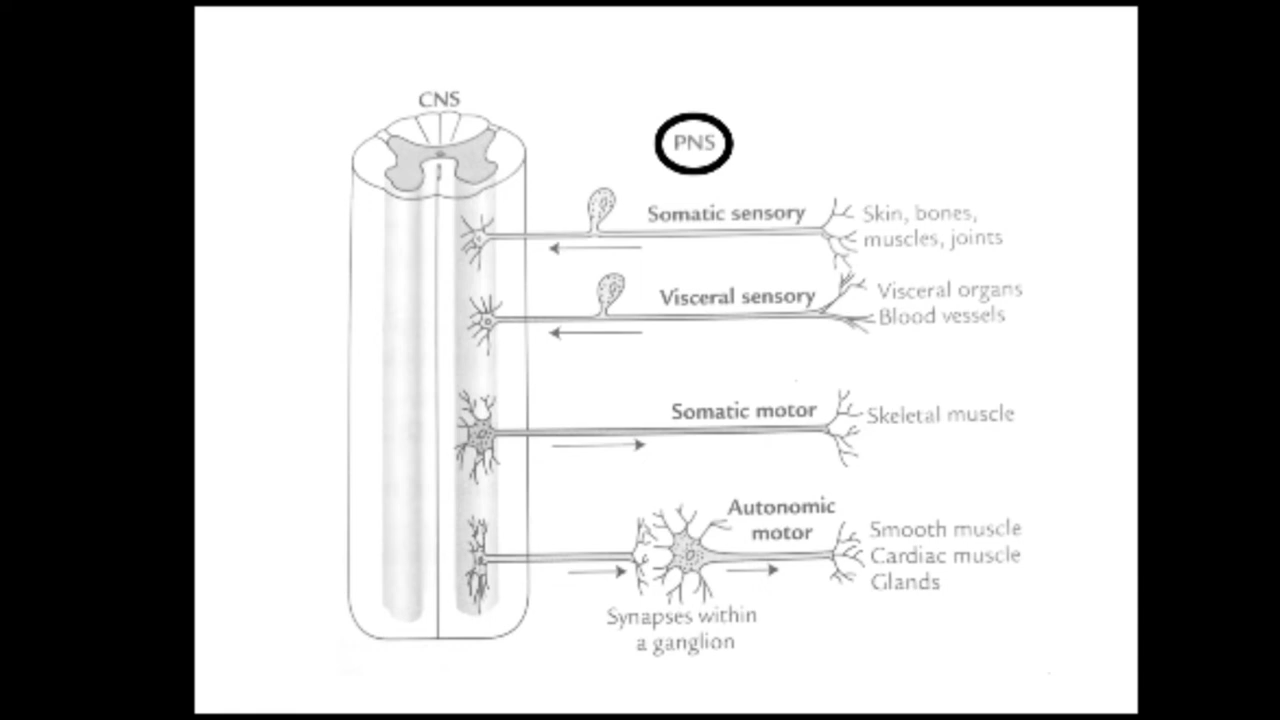 CNS
PNS
Somatic sensory
Skin, bones,
muscles, joints
Visceral sensory
Visceral organs
Blood vessels
Somatic motor
Skeletal muscle
Autonomic
motor
Smooth muscle
Cardiac muscle
Glands
Synapses within
a ganglion